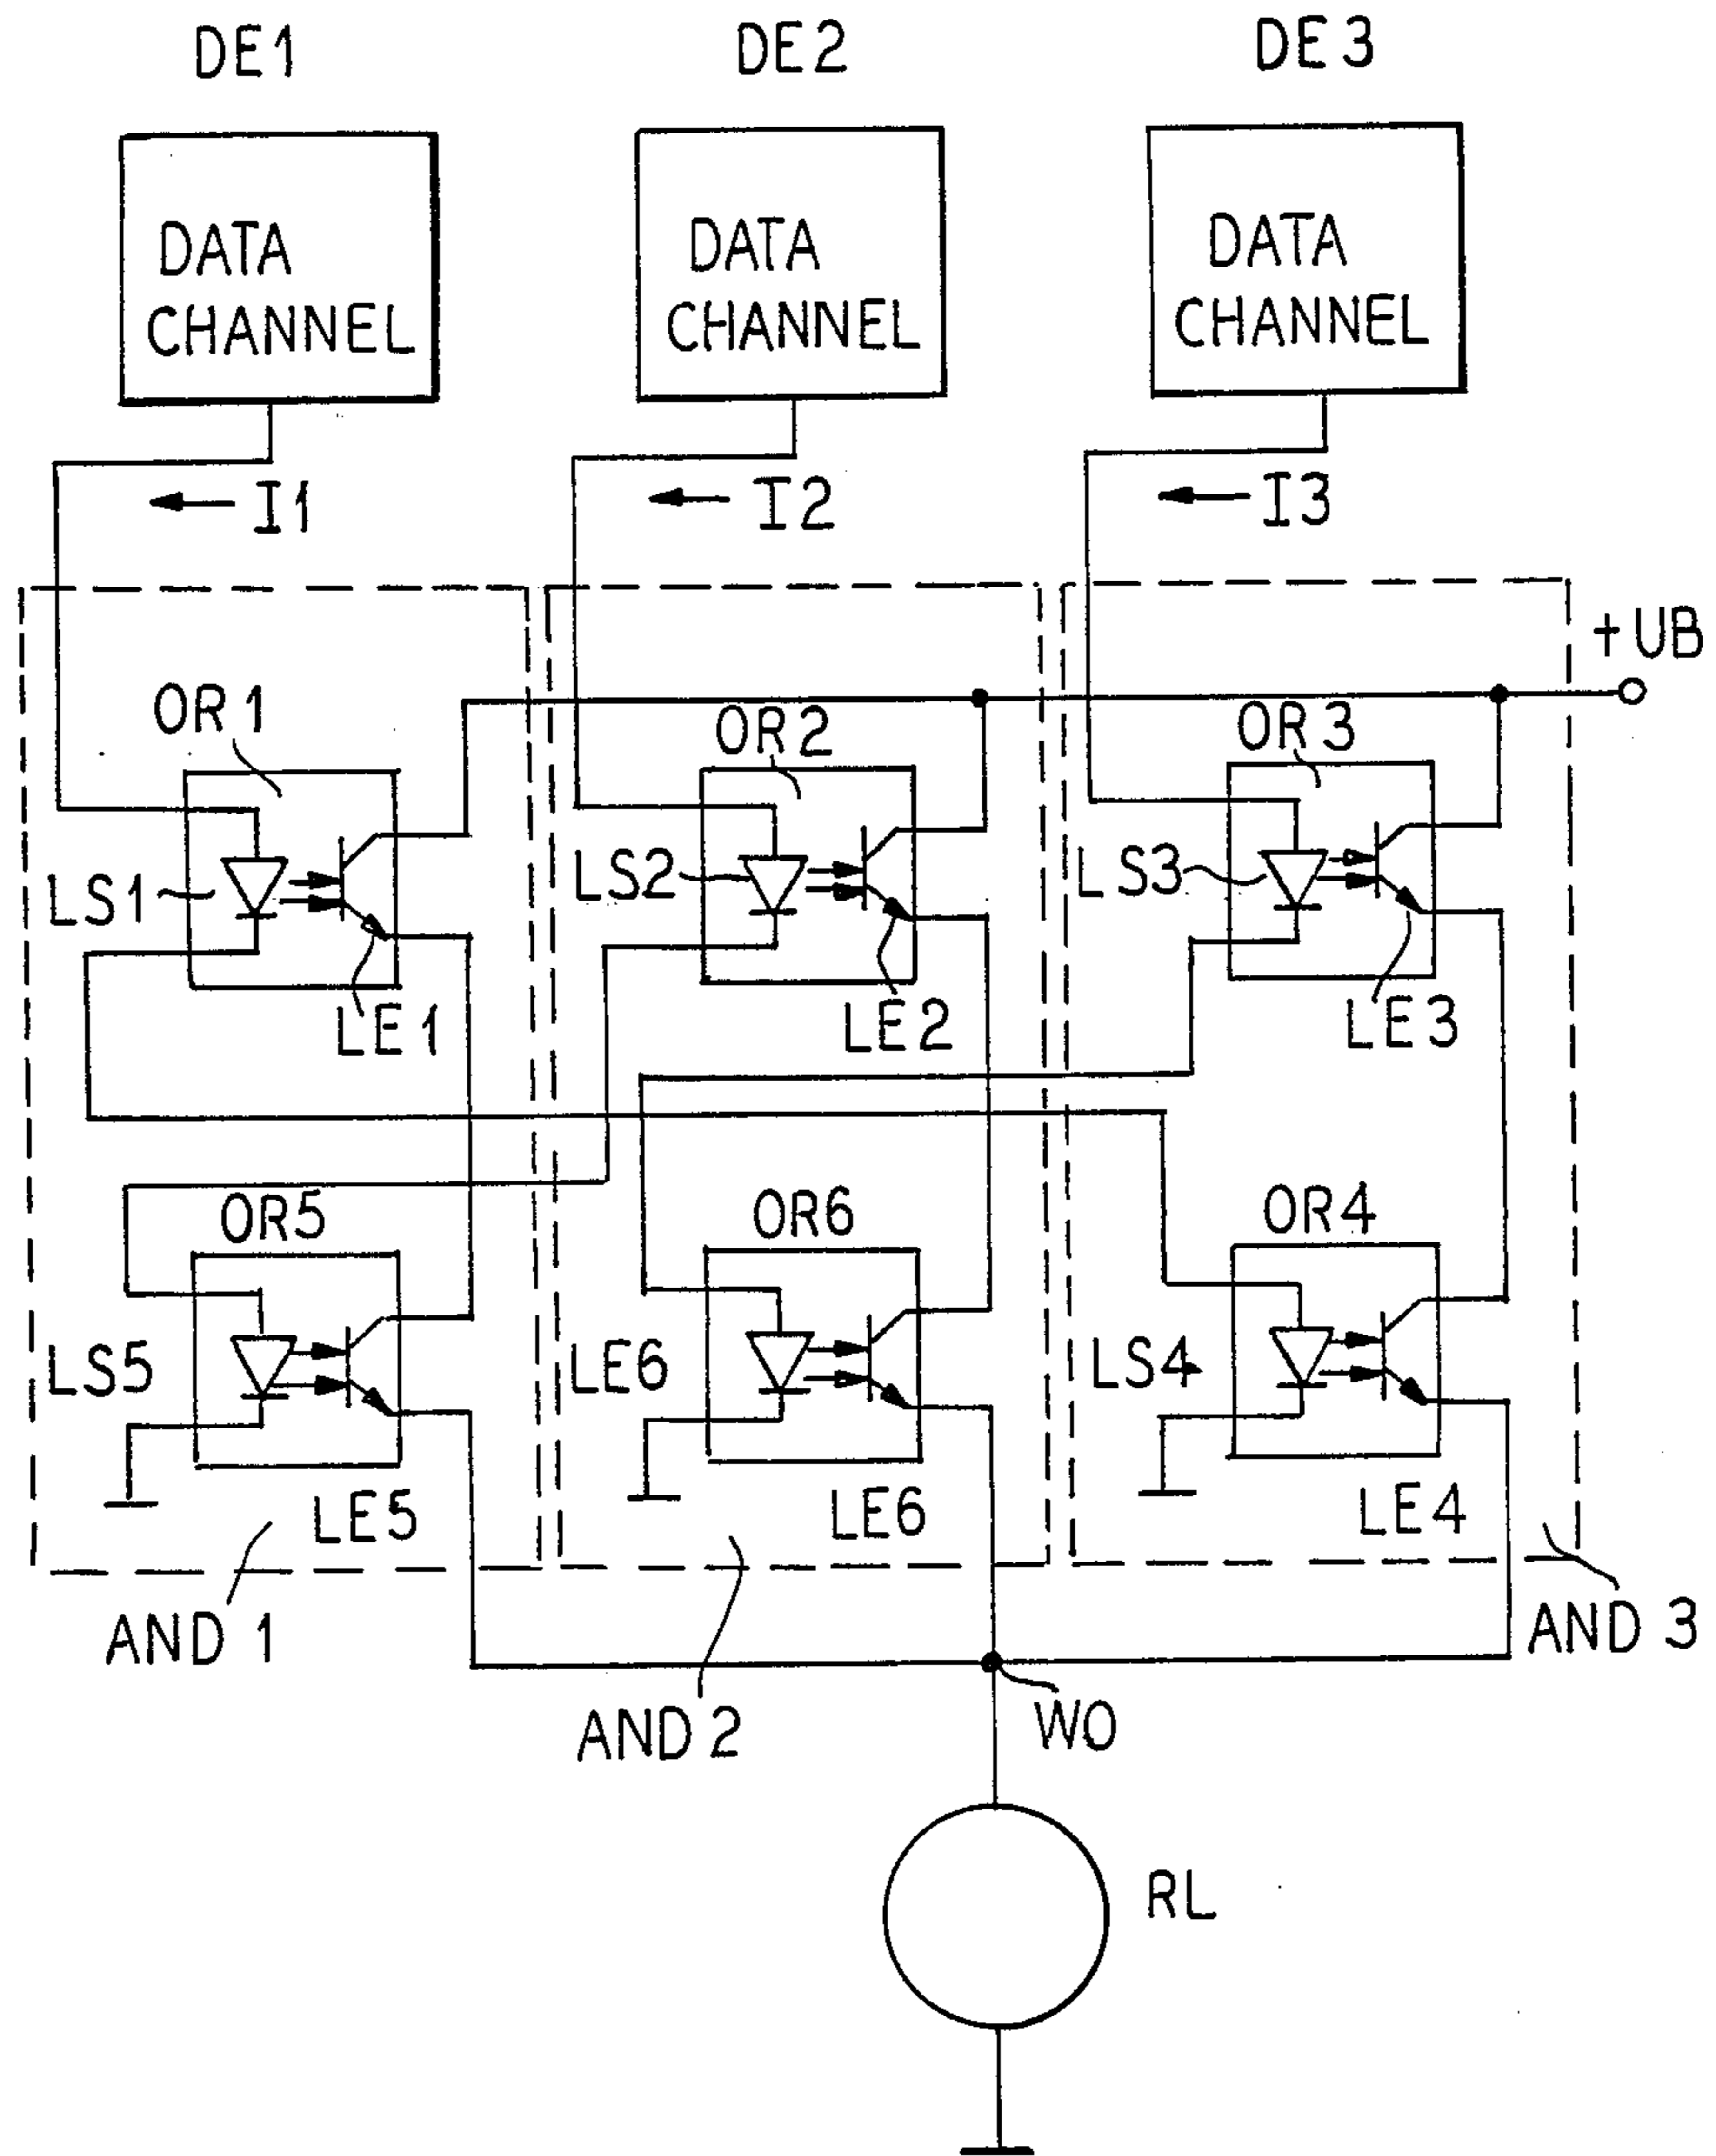 DE1
DE2
DE3
DATA
CHANNEL
DATA
CHANNEL
DATA
CHANNEL
I1
I2
I3
+UB
OR1
OR2
OR3
LS1
LS2
LS3
LE1
LE2
LE3
OR5
OR6
OR4
LS5
LE6
LS4
LE5
LE6
LE4
AND 1
AND 2
AND 3
WO
RL